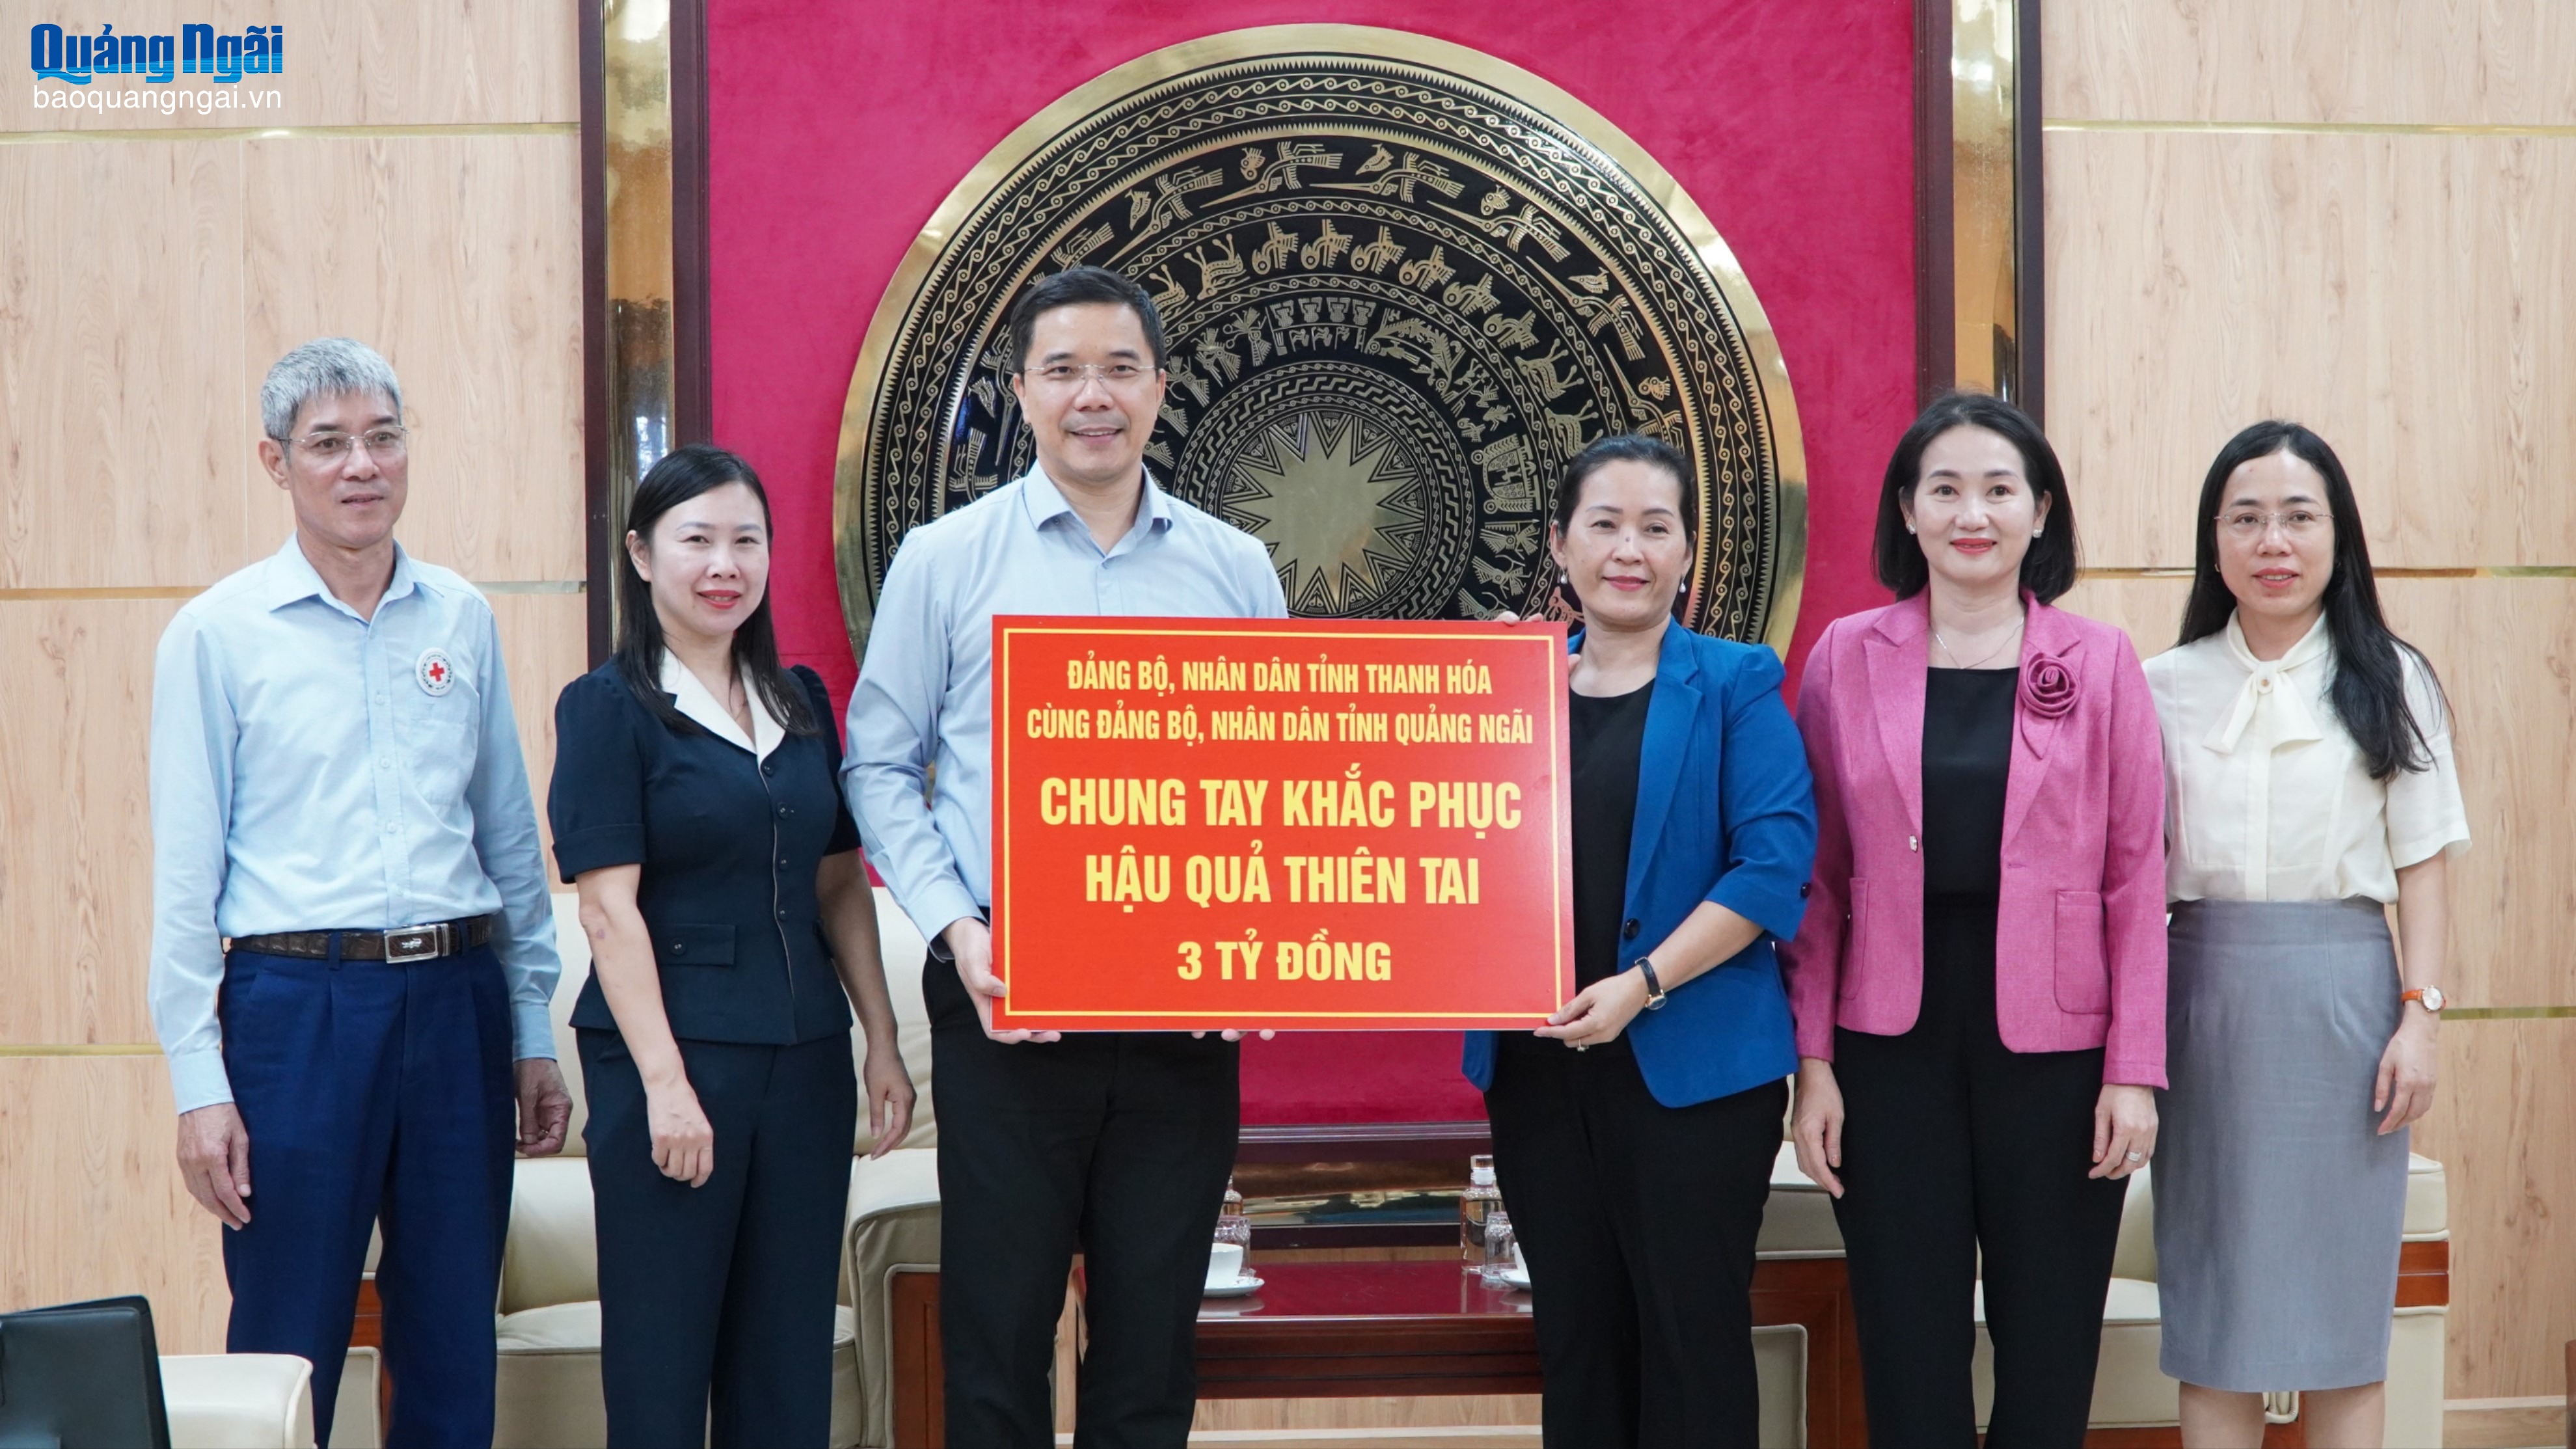 Quảng Ngãi
baoquangngai.vn
ĐẢNG BỘ, NHÂN DÂN TỈNH THANH HÓA
CÙNG ĐẢNG BỘ, NHÂN DÂN TỈNH QUẢNG NGÃI
CHUNG TAY KHẮC PHỤC
HẬU QUẢ THIÊN TAI
3 TỶ ĐỒNG